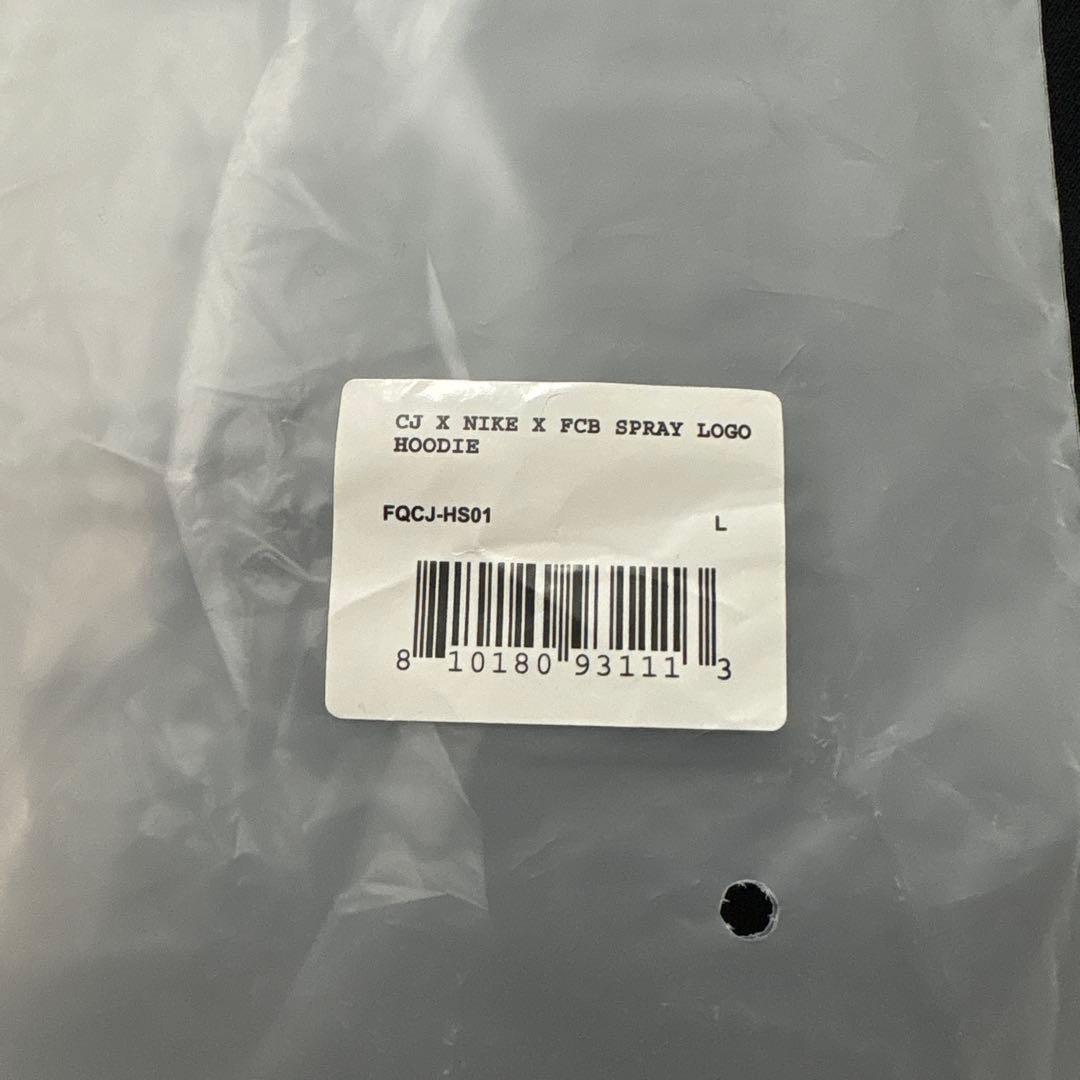 CJ X NIKE X FCB SPRAY LOGO
HOODIE
FQCJ-HS01 L
8 10180 93111 3